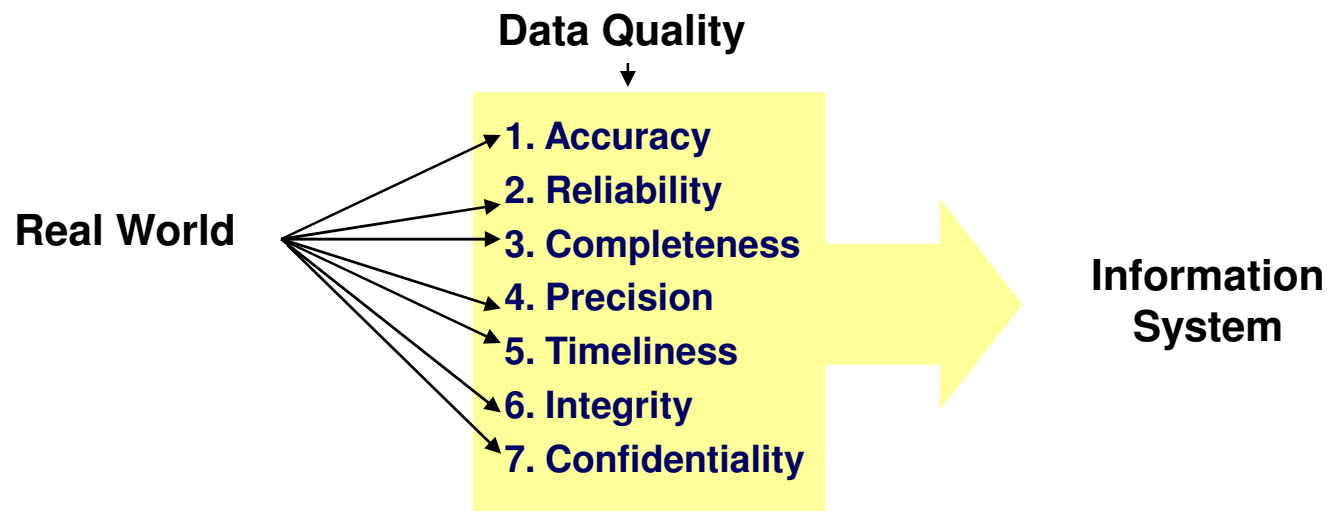 Data Quality
1. Accuracy
2. Reliability
Real World
3. Completeness
4. Precision
5. Timeliness
6. Integrity
7. Confidentiality
Information
System